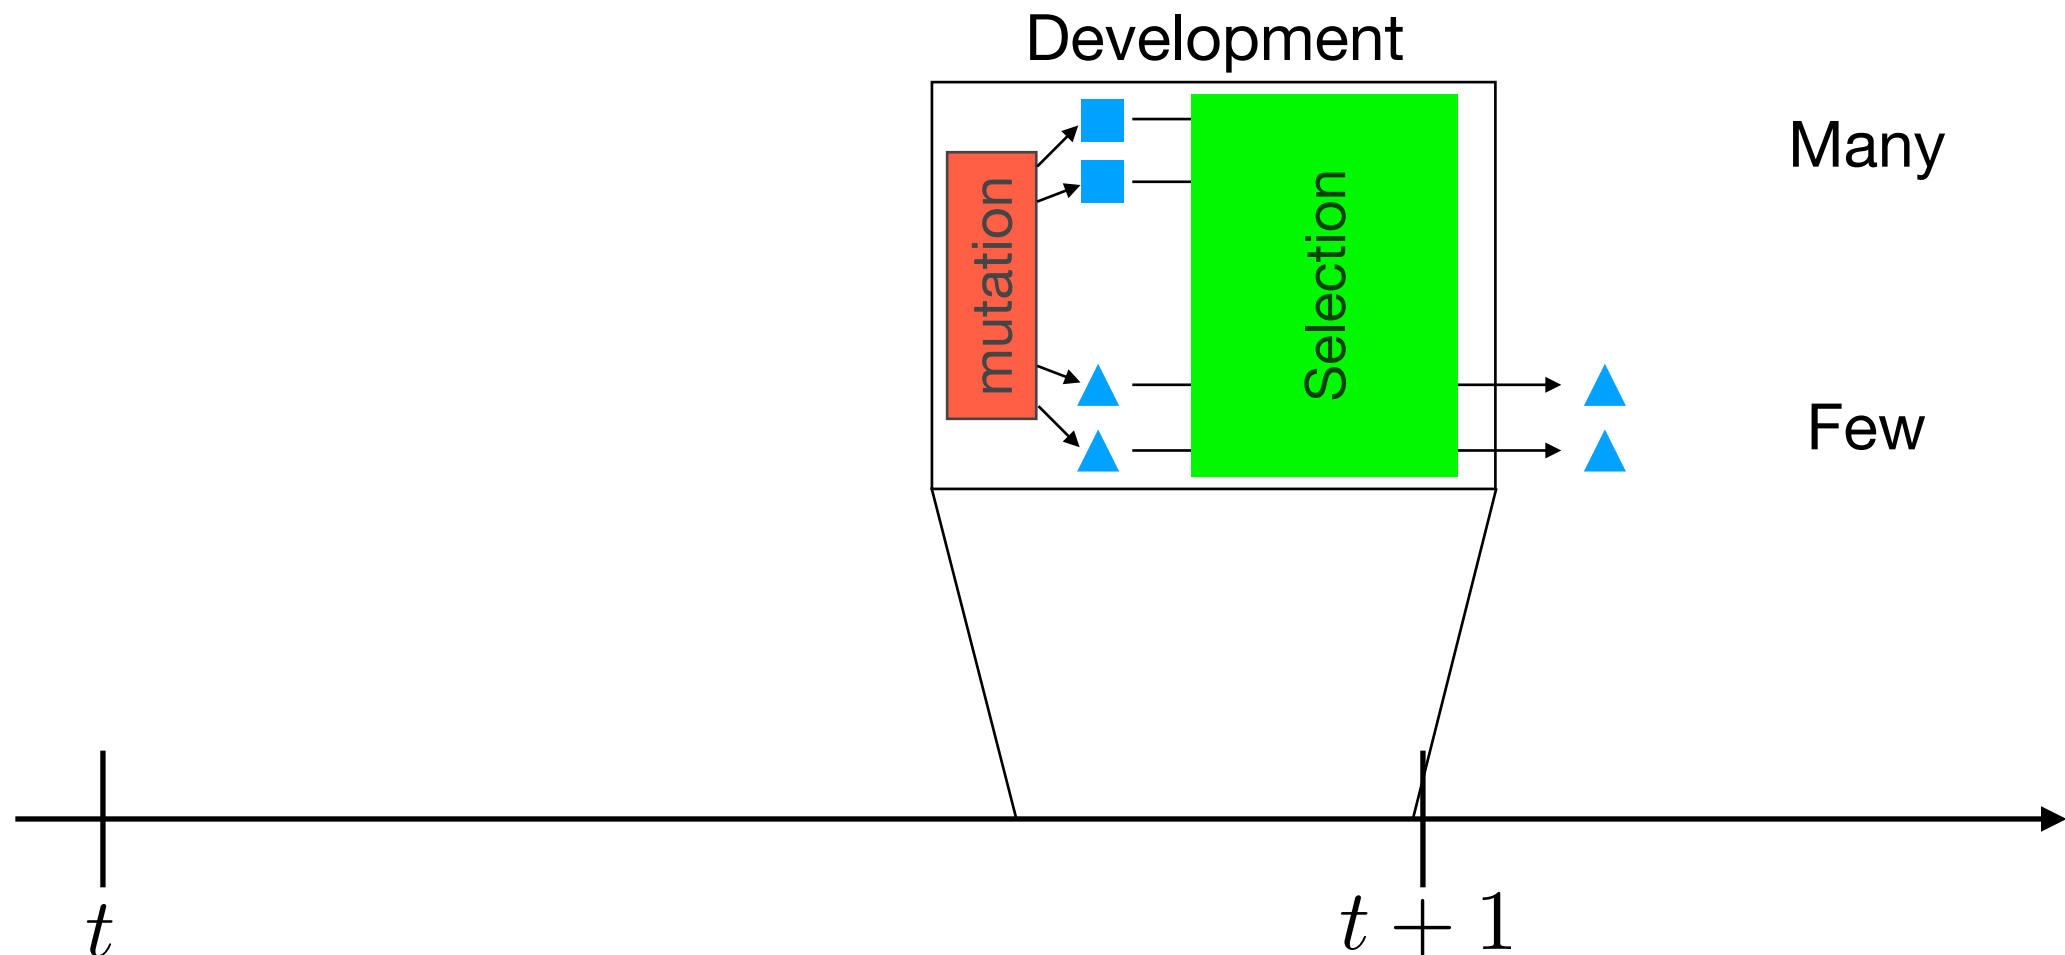 Development
mutation
Selection
Many
Few
t
t + 1